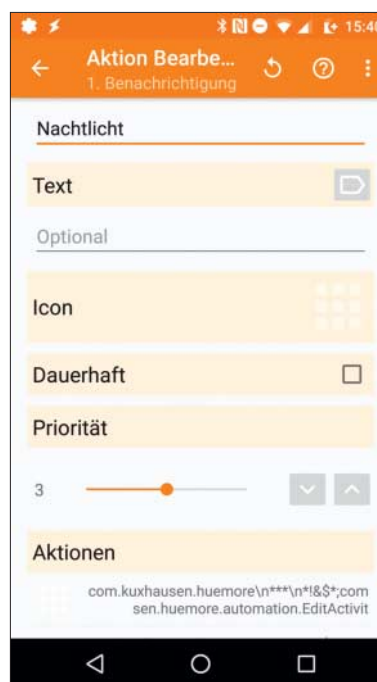 15:46
Aktion Bearbe...
1. Benachrichtigung
Nachtlicht
Text
Optional
Icon
Dauerhaft
Priorität
3
Aktionen
com.kuxhausen.huemore\n***\n*!&$*;com
sen.huemore.automation.EditActivit